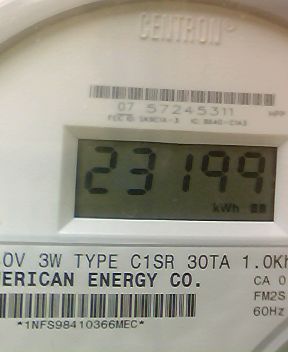 CENTRON®
07 57245311
23199
kWh
0V 3W TYPE C1SR 30TA 1.0Kh
ERICAN ENERGY CO.
CA 0
FM2S
60Hz
*1NFS98410366MEC*